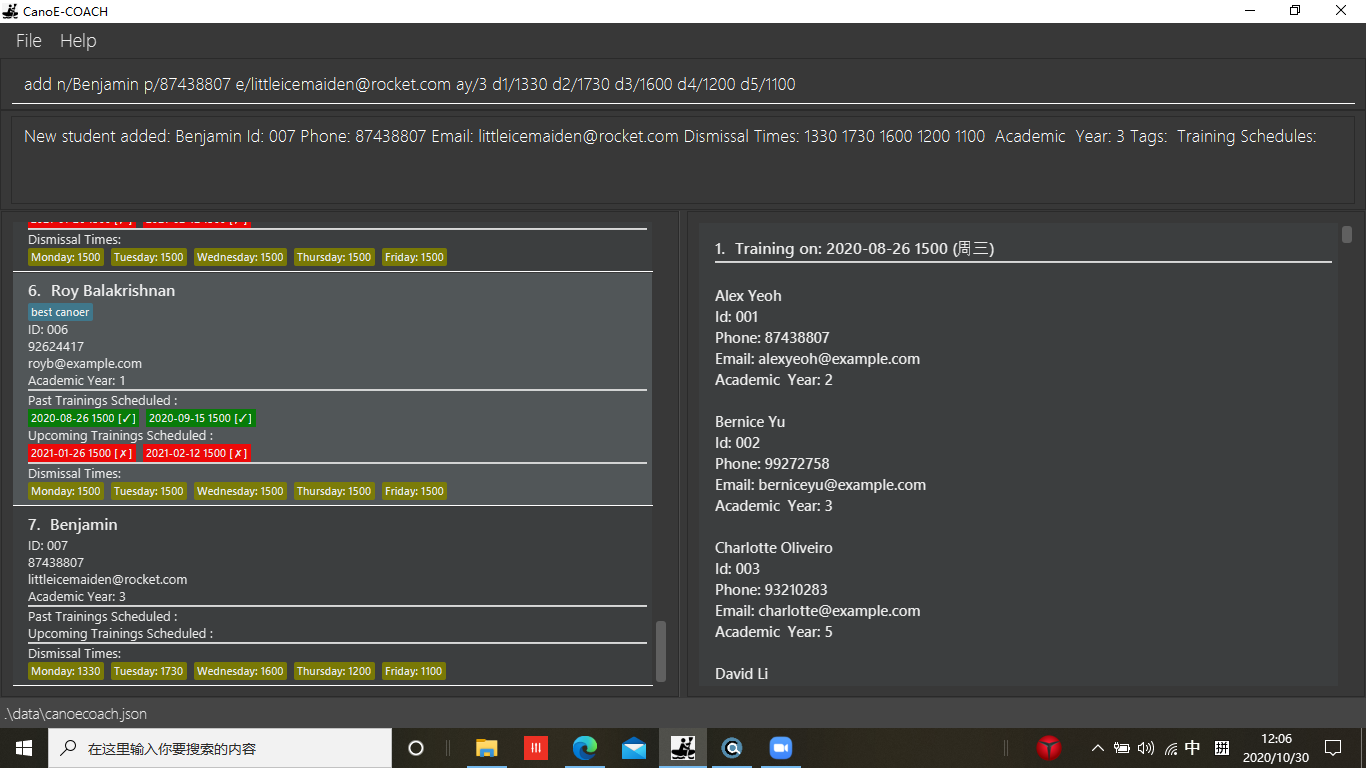 CanoE-COACH
File Help
add n/Benjamin p/87438807 e/littleicemaiden@rocket.com ay/3 d1/1330 d2/1730 d3/1600 d4/1200 d5/1100
New student added: Benjamin Id: 007 Phone: 87438807 Email: littleicemaiden@rocket.com Dismissal Times: 1330 1730 1600 1200 1100 Academic Year: 3 Tags: Training Schedules:
Dismissal Times:
Monday: 1500 Tuesday: 1500 Wednesday: 1500 Thursday: 1500 Friday: 1500
6. Roy Balakrishnan
best canoer
ID: 006
92624417
royb@example.com
Academic Year: 1
Past Trainings Scheduled :
2020-08-26 1500 [✓] 2020-09-15 1500 [✓]
Upcoming Trainings Scheduled :
2021-01-26 1500 [✗] 2021-02-12 1500 [✗]
Dismissal Times:
Monday: 1500 Tuesday: 1500 Wednesday: 1500 Thursday: 1500 Friday: 1500
7. Benjamin
ID: 007
87438807
littleicemaiden@rocket.com
Academic Year: 3
Past Trainings Scheduled :
Upcoming Trainings Scheduled :
Dismissal Times:
Monday: 1330 Tuesday: 1730 Wednesday: 1600 Thursday: 1200 Friday: 1100
1. Training on: 2020-08-26 1500 (周三)
Alex Yeoh
Id: 001
Phone: 87438807
Email: alexyeoh@example.com
Academic Year: 2
Bernice Yu
Id: 002
Phone: 99272758
Email: berniceyu@example.com
Academic Year: 3
Charlotte Oliveiro
Id: 003
Phone: 93210283
Email: charlotte@example.com
Academic Year: 5
David Li
.\data\canoecoach.json
在这里输入你要搜索的内容
中
拼
12:06
2020/10/30